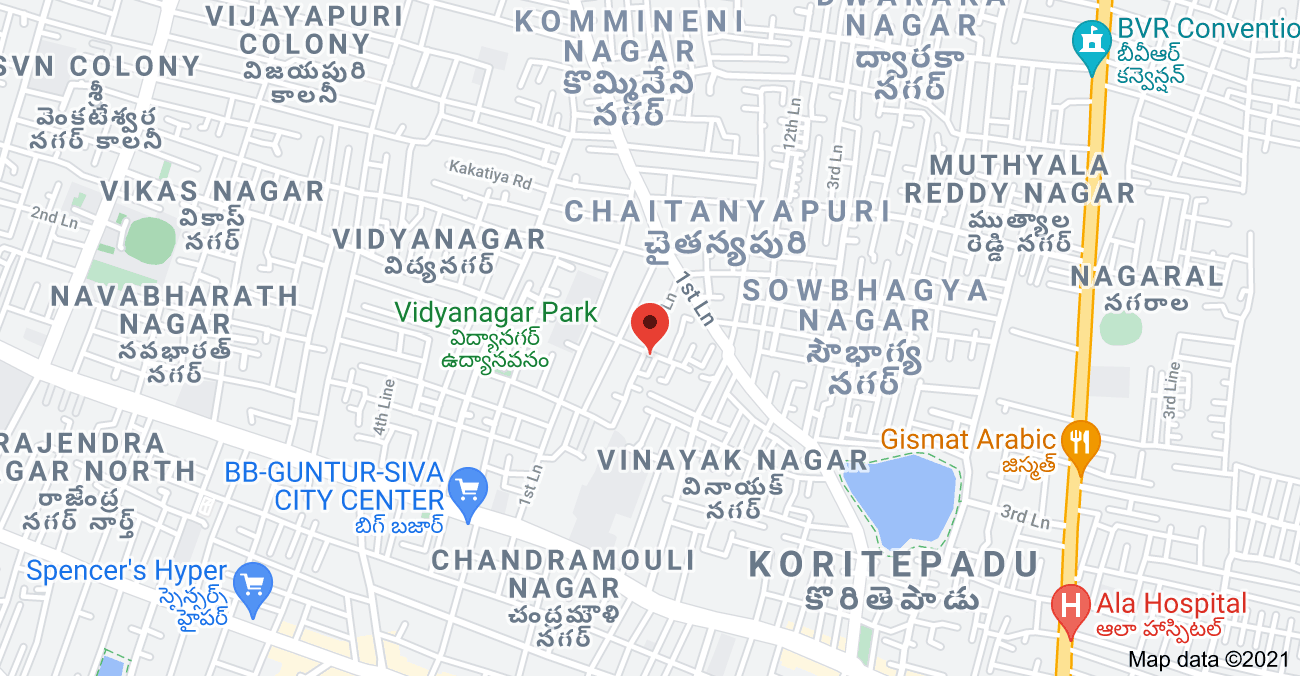 VIJAYAPURI
COLONY
విజయపురి
కాలనీ
KOMMINENI
NAGAR
కొమ్మినేని
నగర్
DWARAKA
NAGAR
ద్వారకా
నగర్
BVR Conventio
బీవీఆర్
కన్వెన్షన్
SVN COLONY
శ్రీ
వెంకటేశ్వర
నగర్ కాలనీ
12th Ln
3rd Ln
Kakatiya Rd
MUTHYALA
REDDY NAGAR
ముత్యాల
రెడ్డి నగర్
VIKAS NAGAR
వికాస్
నగర్
2nd Ln
CHAITANYAPURI
చైతన్యపురి
VIDYANAGAR
విద్యనగర్
NAGARAL
నగరాల
NAVABHARATH
NAGAR
నవభారత్
నగర్
SOWBHAGYA
NAGAR
సౌభాగ్య
నగర్
1st Ln
Ln
Vidyanagar Park
విద్యానగర్
ఉద్యానవనం
4th Line
3rd Line
RAJENDRA
GAR NORTH
రాజేంద్ర
నగర్ నార్త్
BB-GUNTUR-SIVA
CITY CENTER
బిగ్ బజార్
1st Ln
VINAYAK NAGAR
వినాయక్
నగర్
Gismat Arabic
జిస్మత్
3rd Ln
CHANDRAMOULI
NAGAR
చంద్రమౌళి
నగర్
KORITEPADU
కొరితెపాడు
Spencer's Hyper
స్పెన్సర్స్
హైపర్
H
Ala Hospital
ఆలా హాస్పిటల్
Map data ©2021